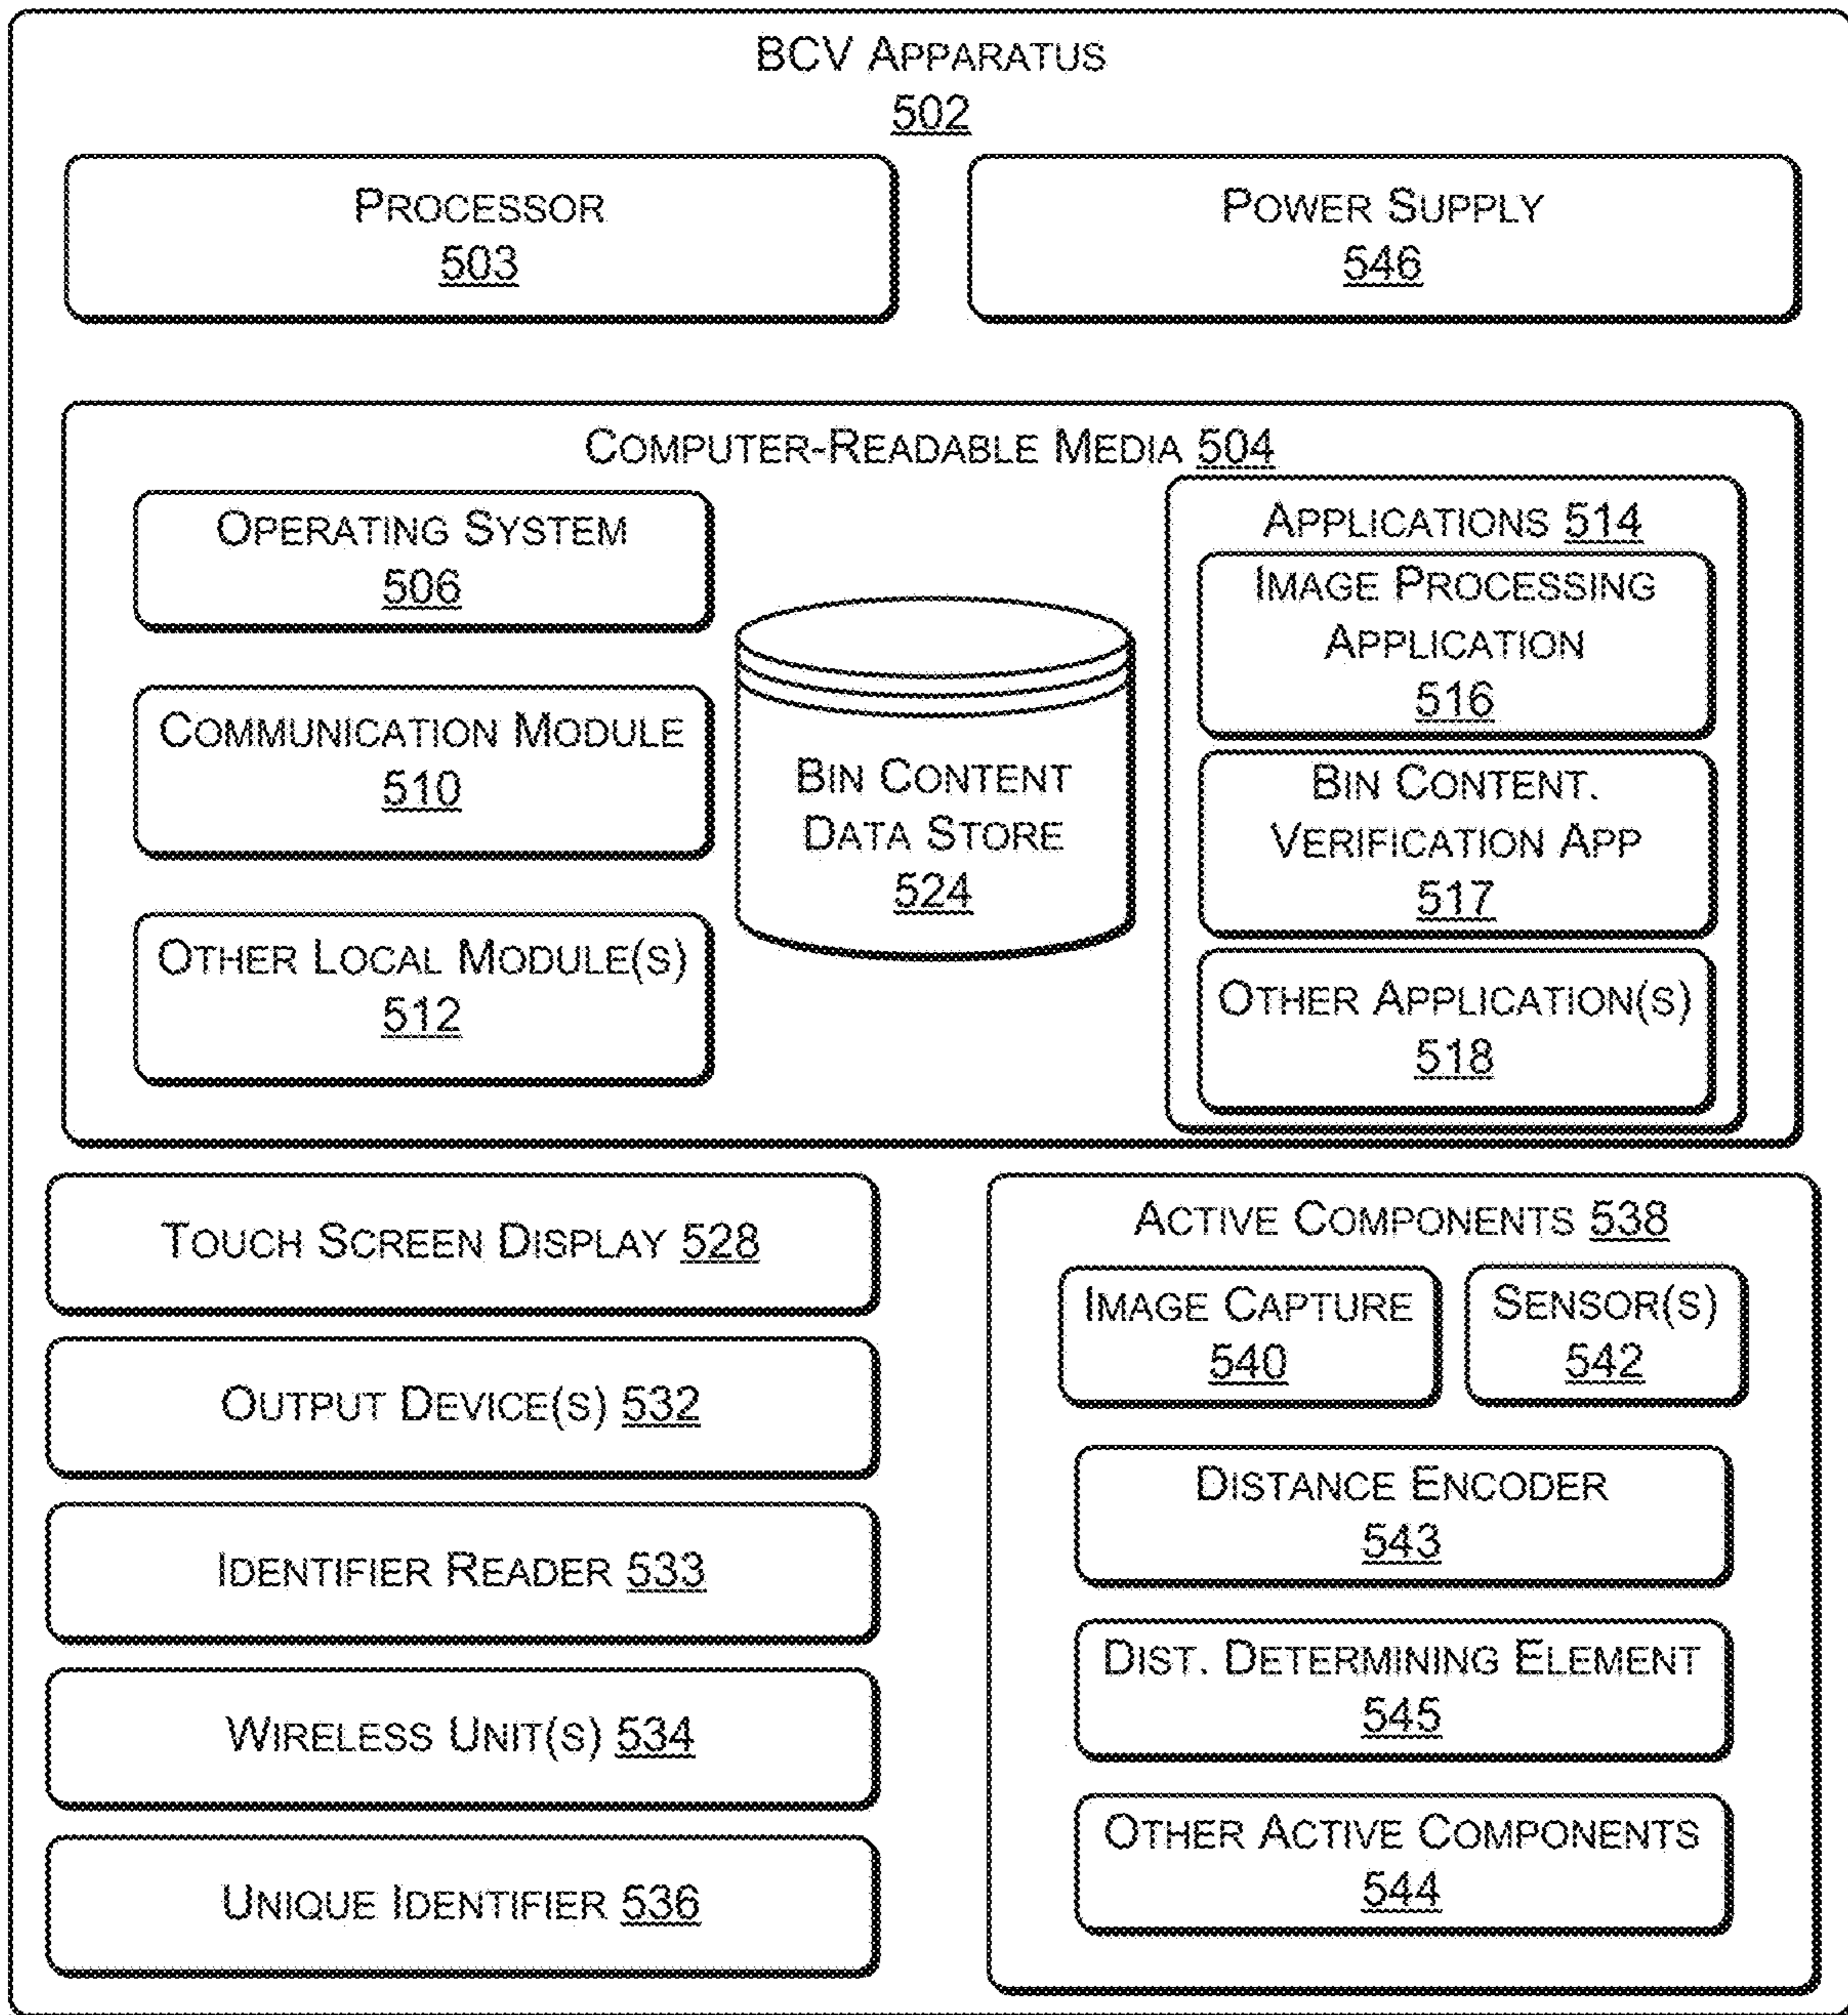 BCV APPARATUS
502
PROCESSOR
503
POWER SUPPLY
546
COMPUTER-READABLE MEDIA 504
OPERATING SYSTEM
506
COMMUNICATION MODULE
510
OTHER LOCAL MODULE(S)
512
BIN CONTENT
DATA STORE
524
APPLICATIONS 514
IMAGE PROCESSING
APPLICATION
516
BIN CONTENT.
VERIFICATION APP
517
OTHER APPLICATION(S)
518
TOUCH SCREEN DISPLAY 528
OUTPUT DEVICE(S) 532
IDENTIFIER READER 533
WIRELESS UNIT(S) 534
UNIQUE IDENTIFIER 536
ACTIVE COMPONENTS 538
IMAGE CAPTURE
540
SENSOR(S)
542
DISTANCE ENCODER
543
DIST. DETERMINING ELEMENT
545
OTHER ACTIVE COMPONENTS
544